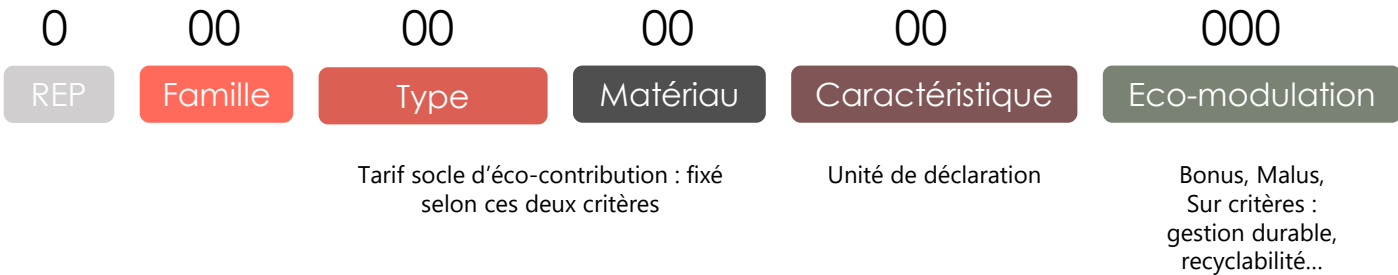 0 00 00 00 00 000
REP Famille Type Matériau Caractéristique Eco-modulation
Tarif socle d’éco-contribution : fixé
selon ces deux critères
Unité de déclaration
Bonus, Malus,
Sur critères :
gestion durable,
recyclabilité…